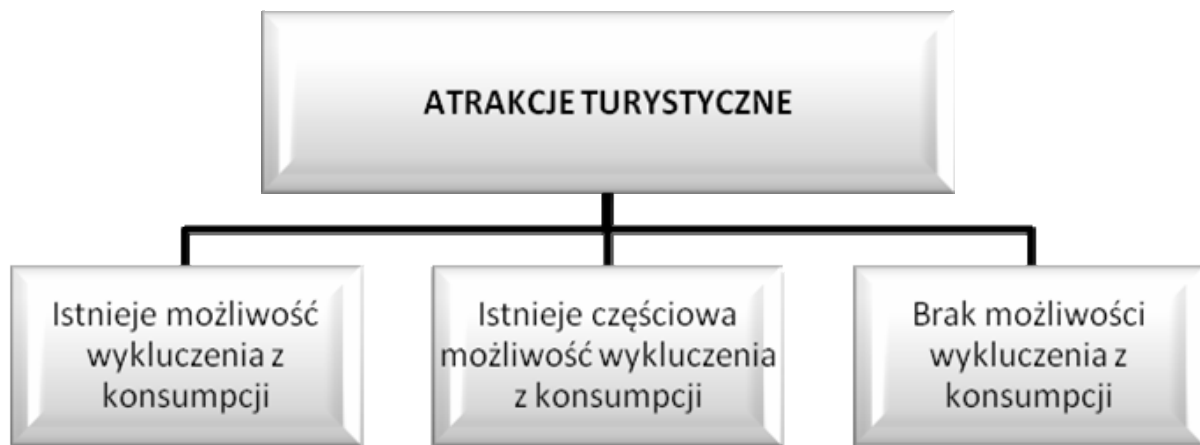 ATRAKCJE TURYSTYCZNE
Istnieje możliwość
wykluczenia z
konsumpcji
Istnieje częściowa
możliwość wykluczenia
z konsumpcji
Brak możliwości
wykluczenia z
konsumpcji